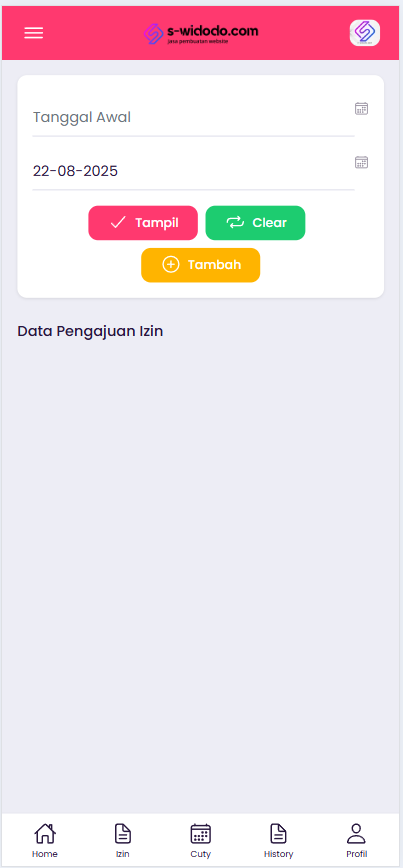 s-widodo.com
jasa pembuatan website
Tanggal Awal
22-08-2025
Tampil
Clear
Tambah
Data Pengajuan Izin
Home
Izin
Cuty
History
Profil